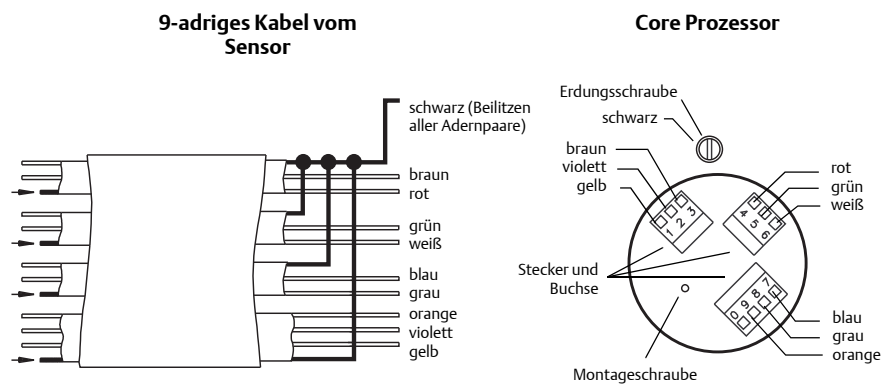 9-adriges Kabel vom
Sensor
schwarz (Beilitzen
aller Adernpaare)
braun
rot
grün
weiß
blau
grau
orange
violett
gelb
Core Prozessor
Erdungsschraube
schwarz
braun
violett
gelb
rot
grün
weiß
1 2 3
4 5 6
Stecker und
Buchse
0 9 8 7
blau
grau
orange
Montageschraube